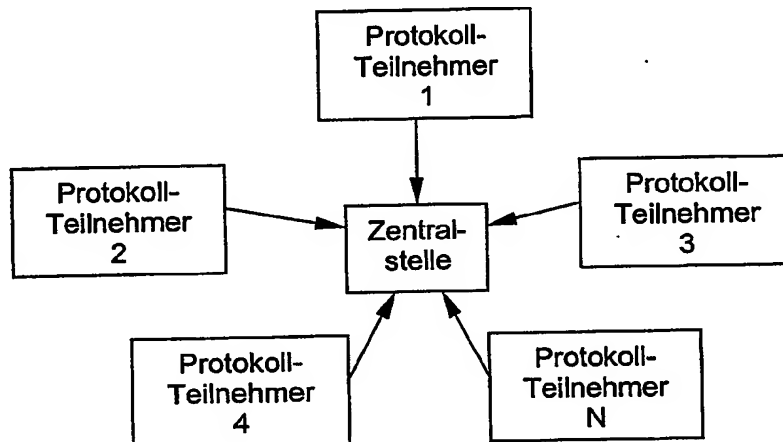 Protokoll-
Teilnehmer
1
Protokoll-
Teilnehmer
2
Zentral-
stelle
Protokoll-
Teilnehmer
3
Protokoll-
Teilnehmer
4
Protokoll-
Teilnehmer
N